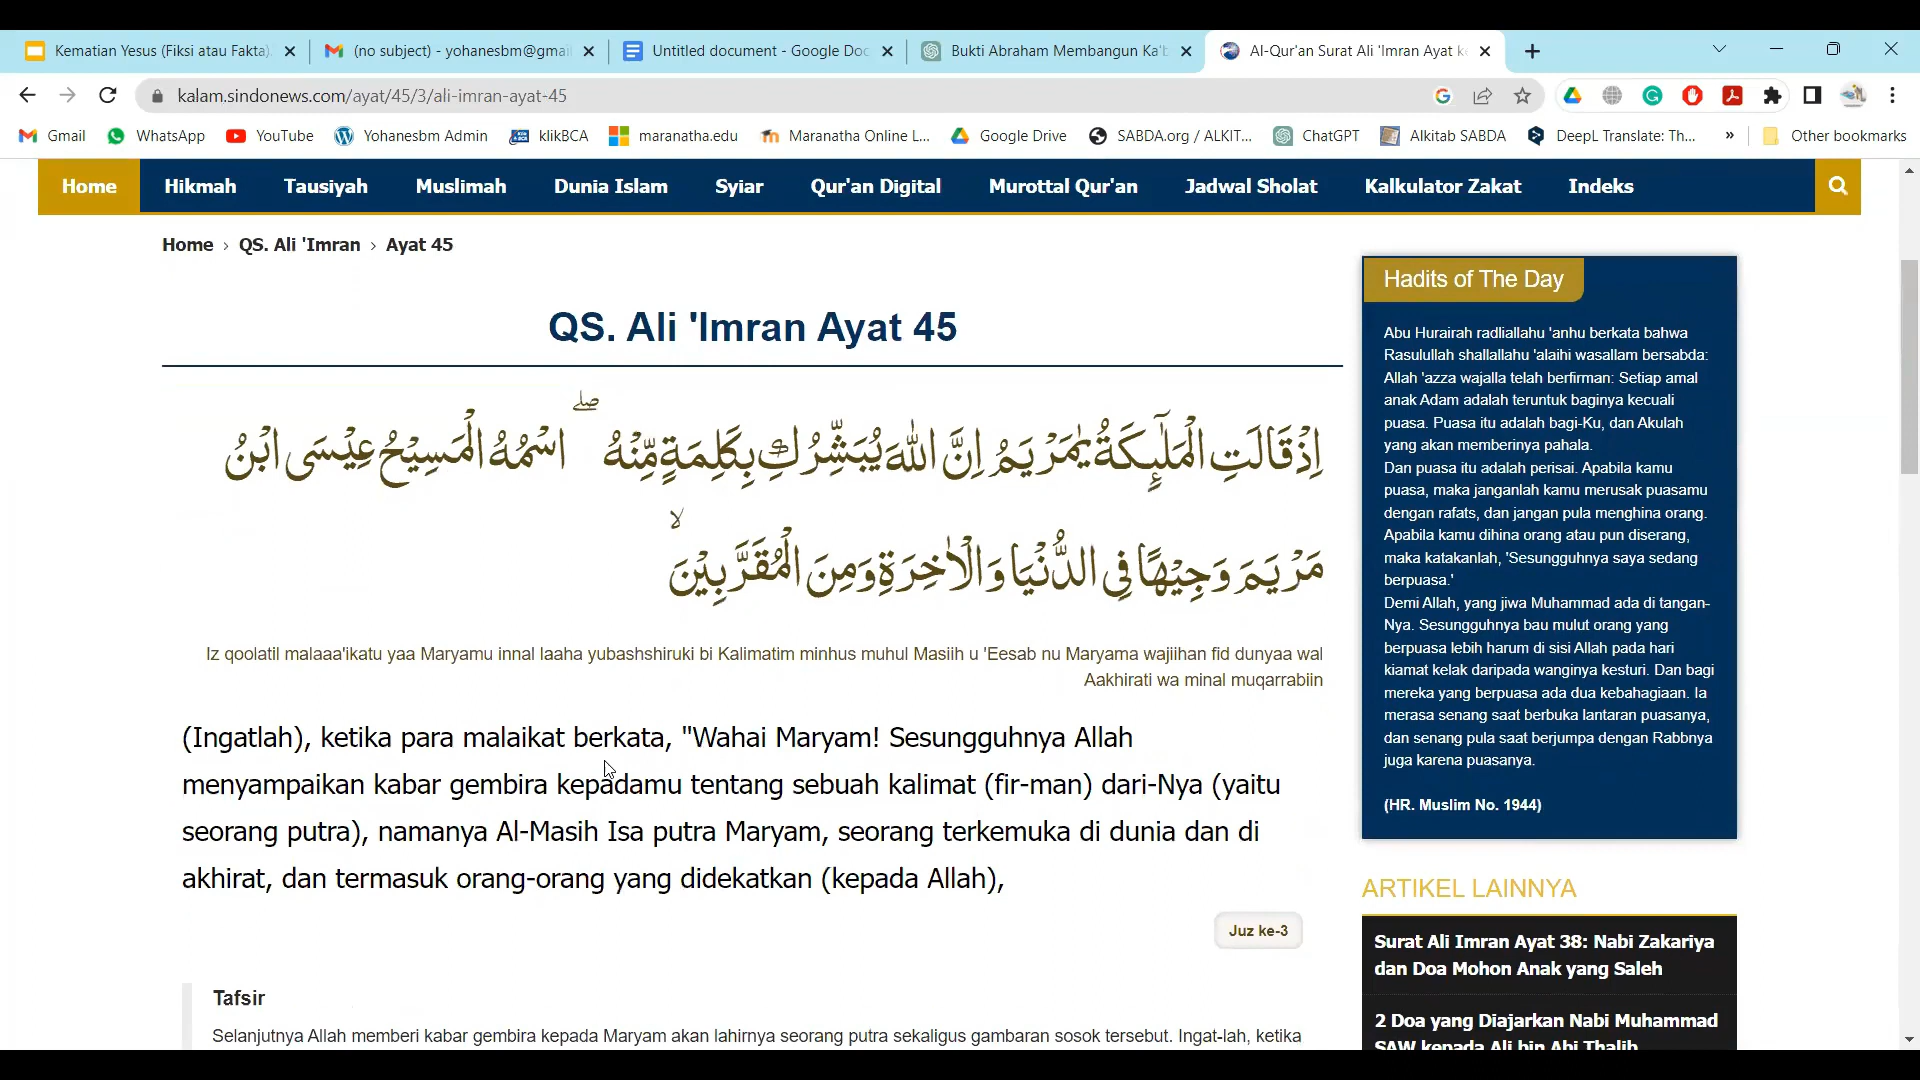 Kematian Yesus (Fiksi atau Fakta)
(no subject) - yohanesbm@gmai
Untitled document - Google Doc
Bukti Abraham Membangun Ka'b
Al-Qur'an Surat Ali 'Imran Ayat ke
kalam.sindonews.com/ayat/45/3/ali-imran-ayat-45
Gmail WhatsApp YouTube Yohanesbm Admin klikBCA maranatha.edu Maranatha Online L... Google Drive SABDA.org / ALKIT... ChatGPT Alkitab SABDA DeepL Translate: Th... » Other bookmarks
Home Hikmah Tausiyah Muslimah Dunia Islam Syiar Qur'an Digital Murottal Qur'an Jadwal Sholat Kalkulator Zakat Indeks
Home › QS. Ali 'Imran › Ayat 45
QS. Ali 'Imran Ayat 45
اِذْ قَالَتِ الْمَلٰۤىِٕكَةُ يٰمَرْيَمُ اِنَّ اللّٰهَ يُبَشِّرُكِ بِكَلِمَةٍ مِّنْهُ ۖ اسْمُهُ الْمَسِيْحُ عِيْسَى ابْنُ
مَرْيَمَ وَجِيْهًا فِى الدُّنْيَا وَالْاٰخِرَةِ وَمِنَ الْمُقَرَّبِيْنَ ۙ
Iz qoolatil malaaa'ikatu yaa Maryamu innal laaha yubashshiruki bi Kalimatim minhus muhul Masiih u 'Eesab nu Maryama wajiihan fid dunyaa wal
Aakhirati wa minal muqarrabiin
(Ingatlah), ketika para malaikat berkata, "Wahai Maryam! Sesungguhnya Allah
menyampaikan kabar gembira kepadamu tentang sebuah kalimat (fir-man) dari-Nya (yaitu
seorang putra), namanya Al-Masih Isa putra Maryam, seorang terkemuka di dunia dan di
akhirat, dan termasuk orang-orang yang didekatkan (kepada Allah),
Juz ke-3
Tafsir
Selanjutnya Allah memberi kabar gembira kepada Maryam akan lahirnya seorang putra sekaligus gambaran sosok tersebut. Ingat-lah, ketika
Hadits of The Day
Abu Hurairah radliallahu 'anhu berkata bahwa
Rasulullah shallallahu 'alaihi wasallam bersabda:
Allah 'azza wajalla telah berfirman: Setiap amal
anak Adam adalah teruntuk baginya kecuali
puasa. Puasa itu adalah bagi-Ku, dan Akulah
yang akan memberinya pahala.
Dan puasa itu adalah perisai. Apabila kamu
puasa, maka janganlah kamu merusak puasamu
dengan rafats, dan jangan pula menghina orang.
Apabila kamu dihina orang atau pun diserang,
maka katakanlah, 'Sesungguhnya saya sedang
berpuasa.'
Demi Allah, yang jiwa Muhammad ada di tangan-
Nya. Sesungguhnya bau mulut orang yang
berpuasa lebih harum di sisi Allah pada hari
kiamat kelak daripada wanginya kesturi. Dan bagi
mereka yang berpuasa ada dua kebahagiaan. Ia
merasa senang saat berbuka lantaran puasanya,
dan senang pula saat berjumpa dengan Rabbnya
juga karena puasanya.
(HR. Muslim No. 1944)
ARTIKEL LAINNYA
Surat Ali Imran Ayat 38: Nabi Zakariya
dan Doa Mohon Anak yang Saleh
2 Doa yang Diajarkan Nabi Muhammad
SAW kepada Ali bin Abi Thalib